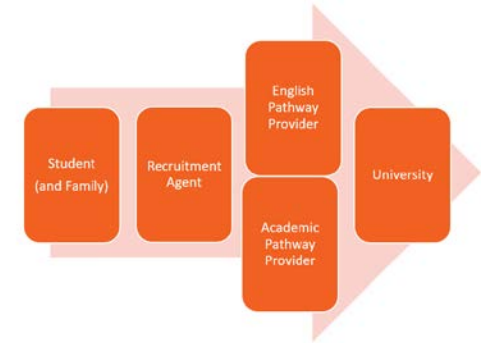 Student
(and Family)
Recruitment
Agent
English
Pathway
Provider
Academic
Pathway
Provider
University